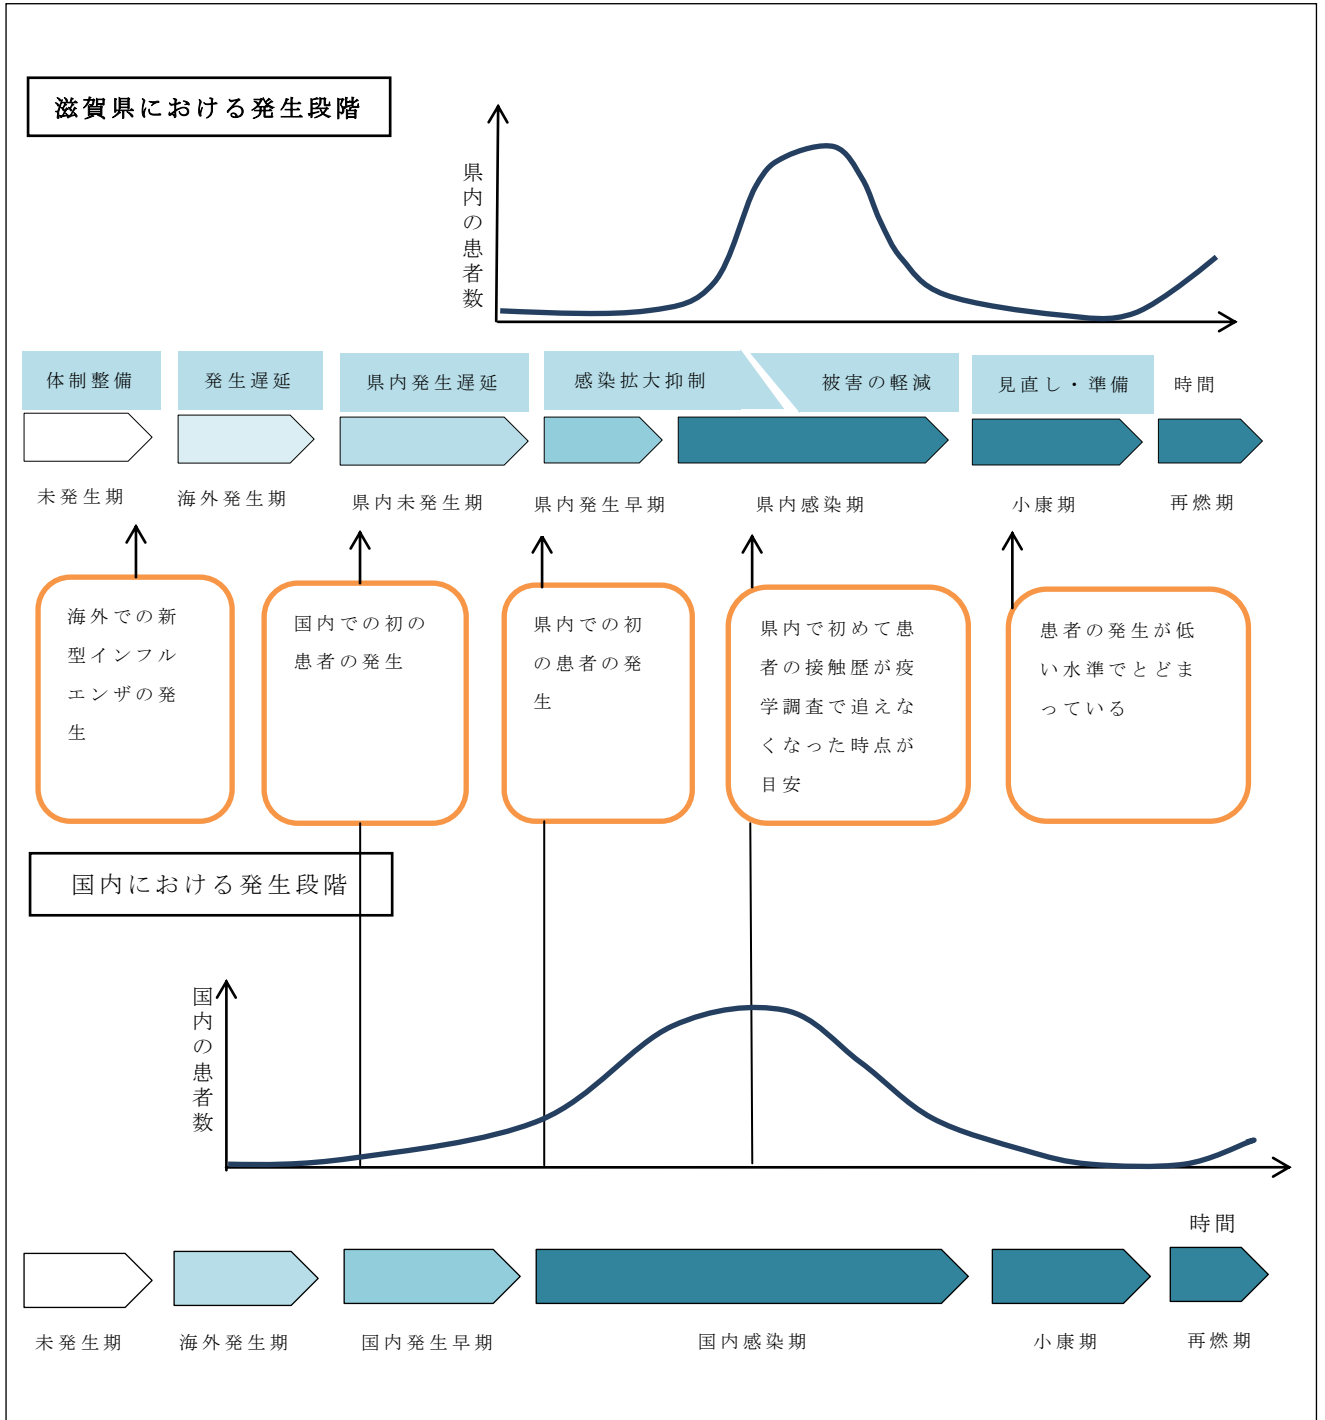 滋賀県における発生段階
県内の患者数
体制整備
発生遅延
県内発生遅延
感染拡大抑制
被害の軽減
見直し・準備
時間
未発生期
海外発生期
県内未発生期
県内発生早期
県内感染期
小康期
再燃期
海外での新
型インフル
エンザの発
生
国内での初の
患者の発生
県内での初
の患者の発
生
県内で初めて患
者の接触歴が疫
学調査で追えな
くなった時点が
目安
患者の発生が低
い水準でとどま
っている
国内における発生段階
国内の患者数
時間
未発生期
海外発生期
国内発生早期
国内感染期
小康期
再燃期